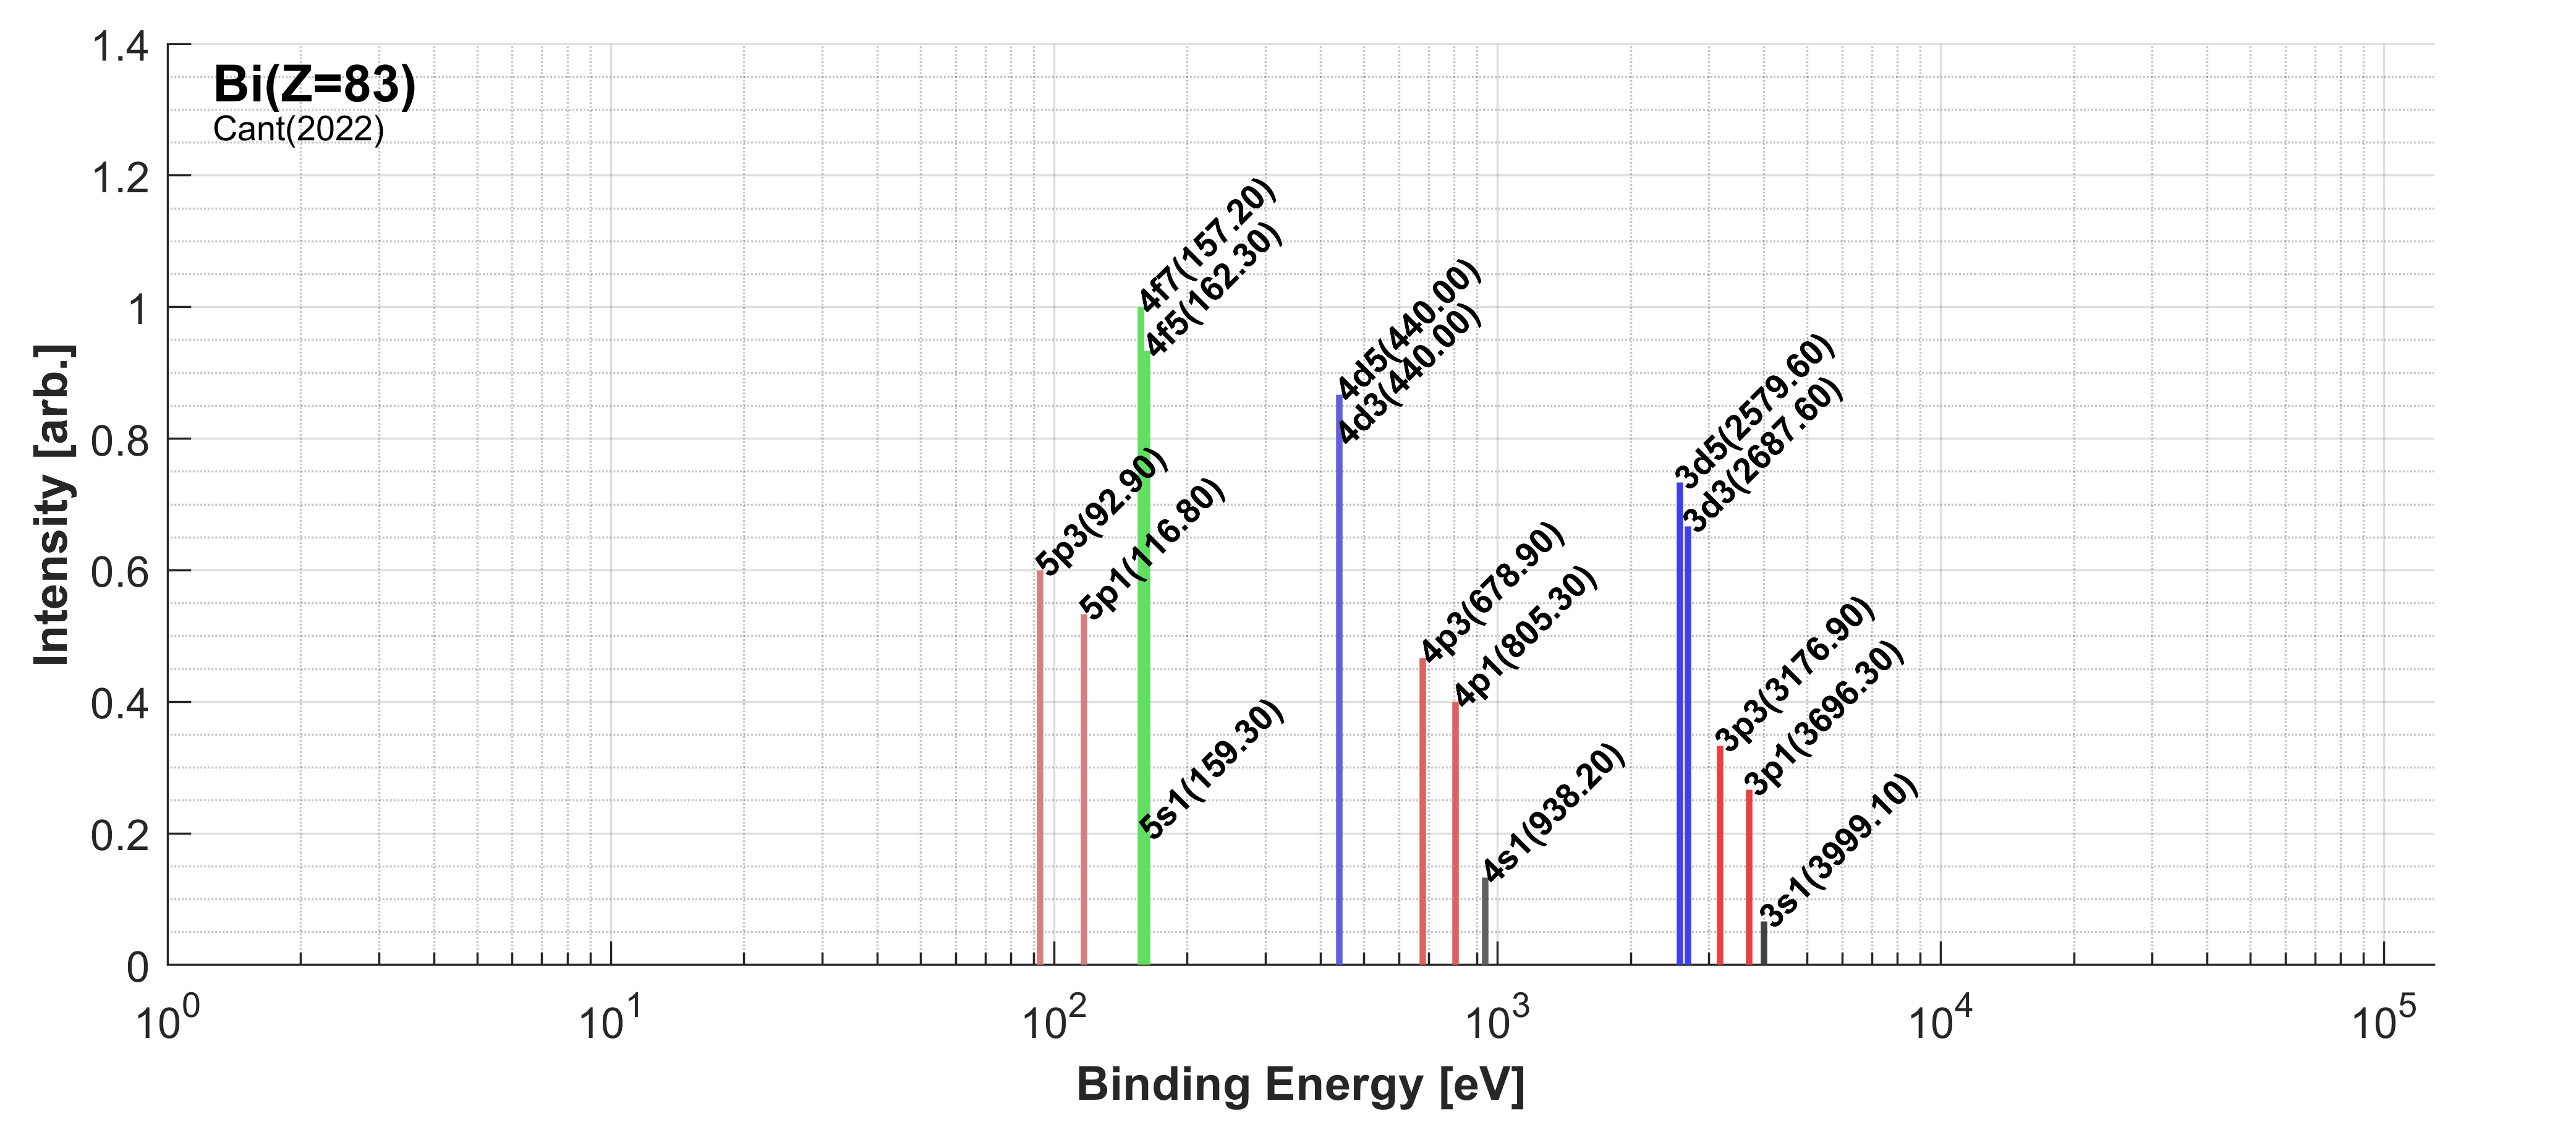 Bi(Z=83)
Cant(2022)
Intensity [arb.]
1.4
1.2
1
0.8
0.6
0.4
0.2
0
5p3(92.90)
5p1(116.80)
4f7(157.20)
4f5(162.30)
5s1(159.30)
4d5(440.00)
4d3(440.00)
4p3(678.90)
4p1(805.30)
4s1(938.20)
3d5(2579.60)
3d3(2687.60)
3p3(3176.90)
3p1(3696.30)
3s1(3999.10)
10^0 10^1 10^2 10^3 10^4 10^5
Binding Energy [eV]